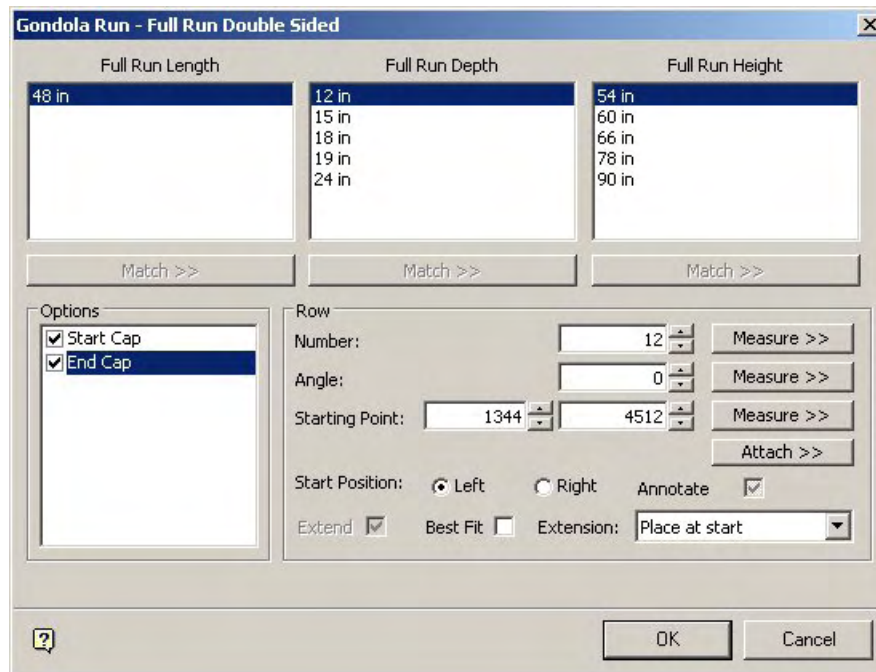 Gondola Run - Full Run Double Sided
Full Run Length Full Run Depth Full Run Height
48 in 12 in 54 in
15 in 60 in
18 in 66 in
19 in 78 in
24 in 90 in
Match >> Match >> Match >>
Options Row
Start Cap Number: 12 Measure >>
End Cap
Angle: 0 Measure >>
Starting Point: 1344 4512 Measure >>
Attach >>
Start Position: Left Right Annotate
Extend Best Fit Extension: Place at start
OK Cancel